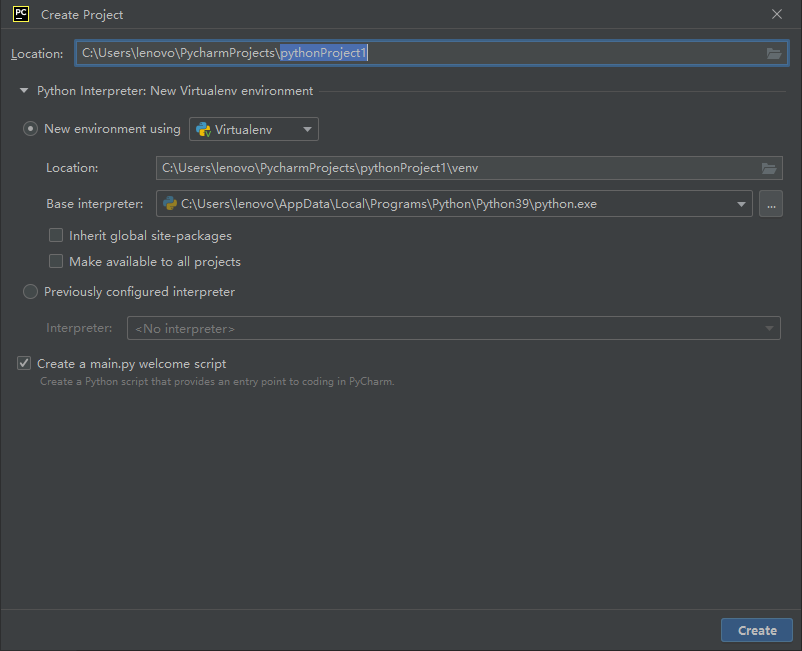 PC Create Project
Location: C:\Users\lenovo\PycharmProjects\pythonProject1
Python Interpreter: New Virtualenv environment
New environment using Virtualenv
Location: C:\Users\lenovo\PycharmProjects\pythonProject1\venv
Base interpreter: C:\Users\lenovo\AppData\Local\Programs\Python\Python39\python.exe ...
Inherit global site-packages
Make available to all projects
Previously configured interpreter
Interpreter: <No interpreter>
Create a main.py welcome script
Create a Python script that provides an entry point to coding in PyCharm.
Create